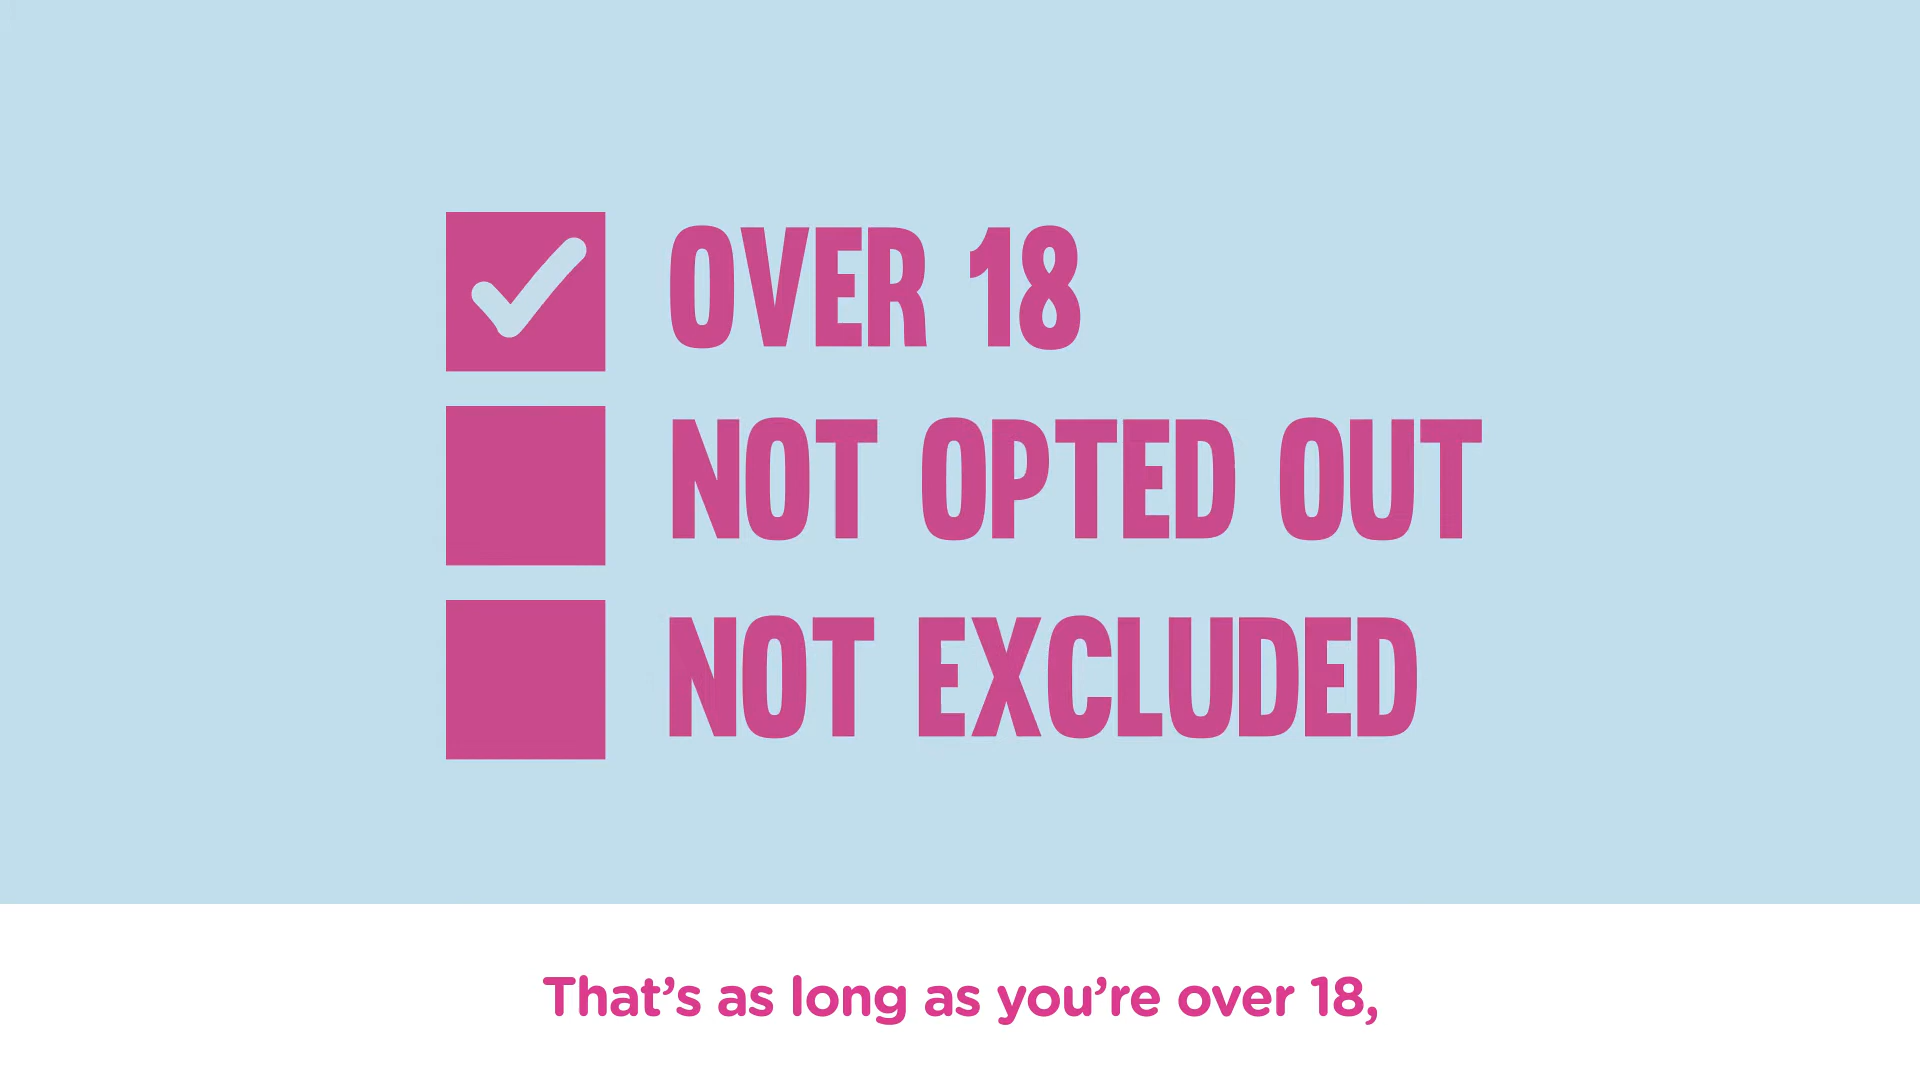 OVER 18
NOT OPTED OUT
NOT EXCLUDED
That’s as long as you’re over 18,